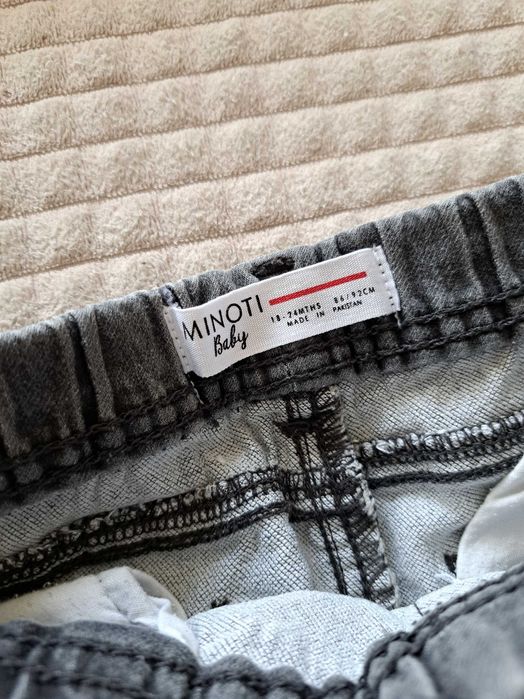 MINOTI
Baby
18-24MTHS 86/92CM
MADE IN PAKISTAN